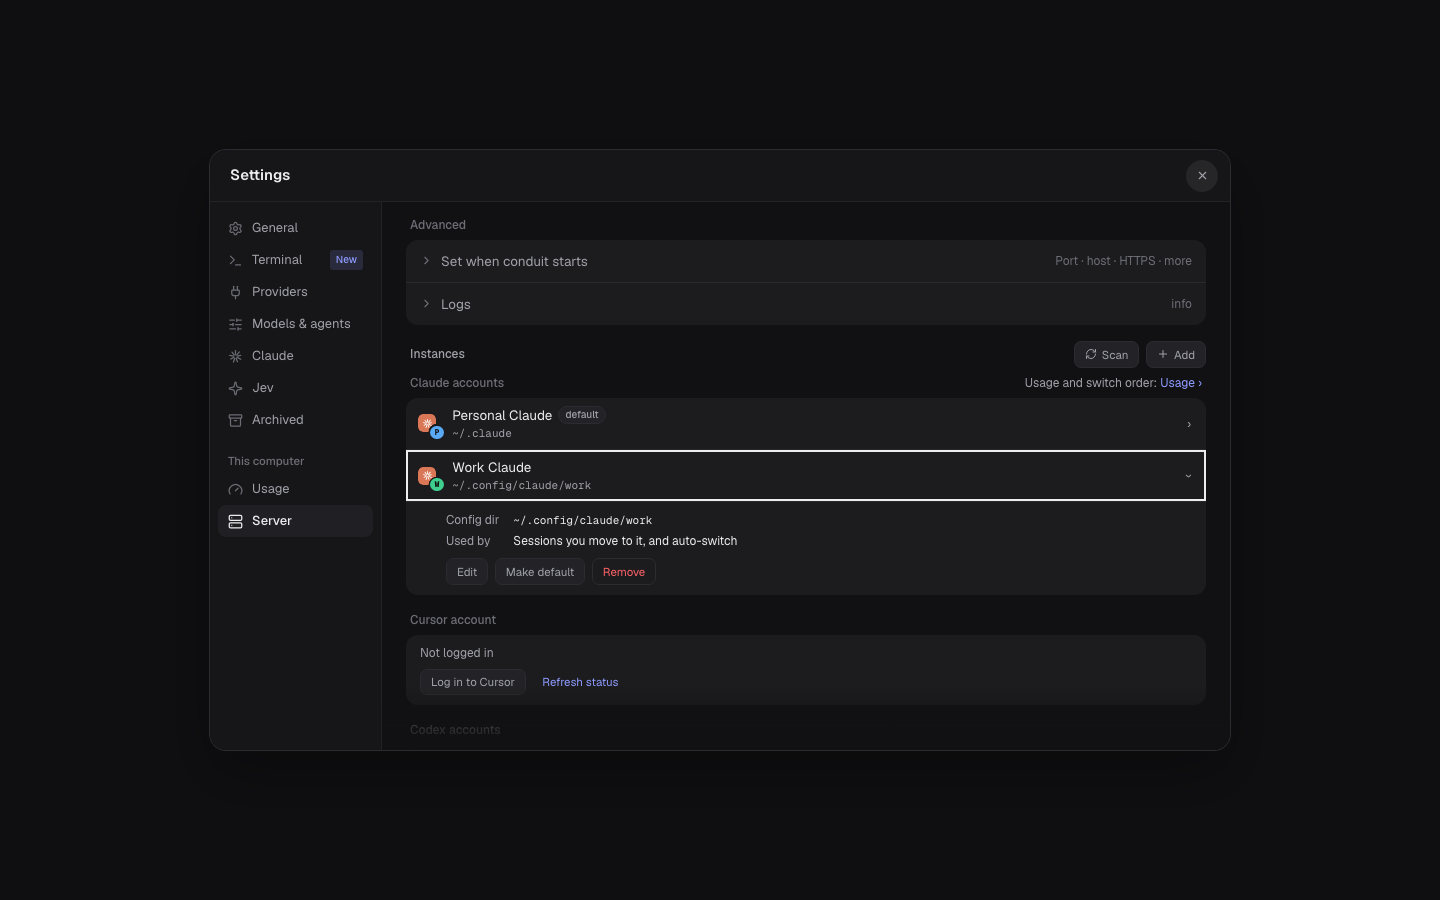 Settings
General
Terminal New
Providers
Models & agents
Claude
Jev
Archived
This computer
Usage
Server
Advanced
Set when conduit starts Port · host · HTTPS · more
Logs info
Instances Scan Add
Claude accounts Usage and switch order: Usage ›
Personal Claude default
P ~/.claude
Work Claude
W ~/.config/claude/work
Config dir ~/.config/claude/work
Used by Sessions you move to it, and auto-switch
Edit Make default Remove
Cursor account
Not logged in
Log in to Cursor Refresh status
Codex accounts